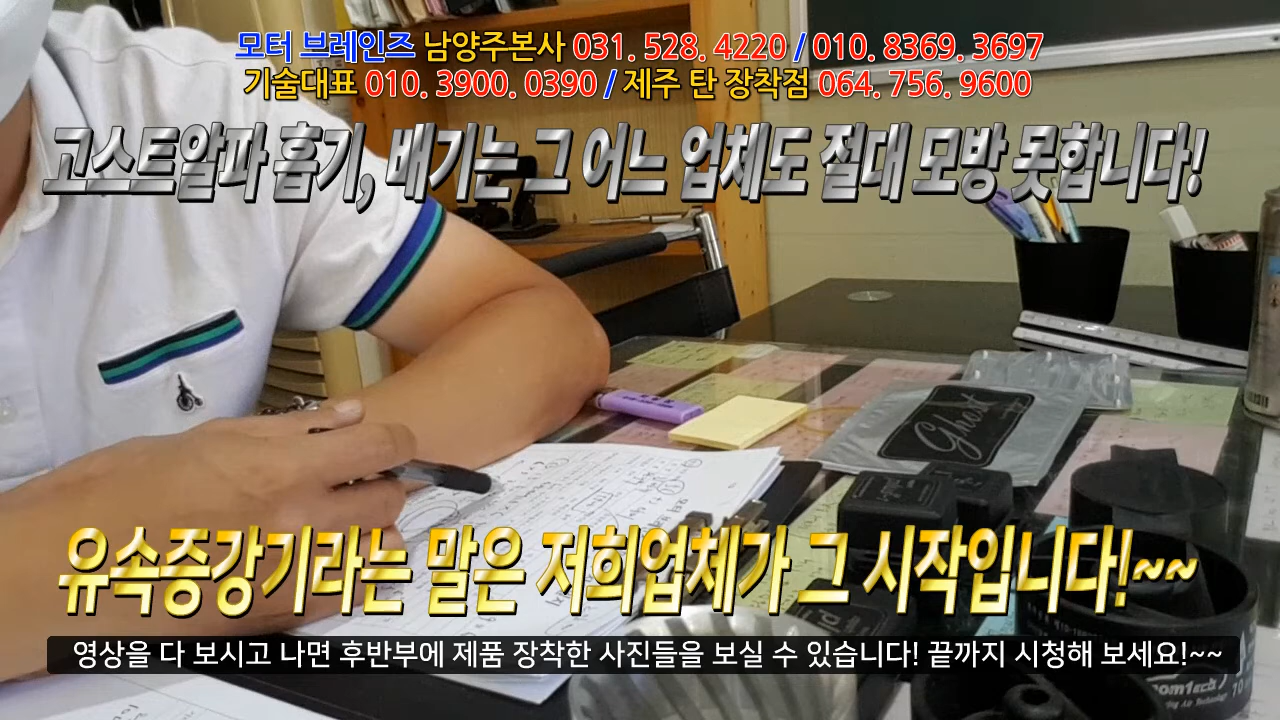 모터 브레인즈 남양주본사 031. 528. 4220 / 010. 8369. 3697
기술대표 010. 3900. 0390 / 제주 탄 장착점 064. 756. 9600
고스트알파 흡기, 배기는 그 어느 업체도 절대 모방 못합니다!
Ghost
유속증강기라는 말은 저희업체가 그 시작입니다!~~
영상을 다 보시고 나면 후반부에 제품 장착한 사진들을 보실 수 있습니다! 끝까지 시청해 보세요!~~